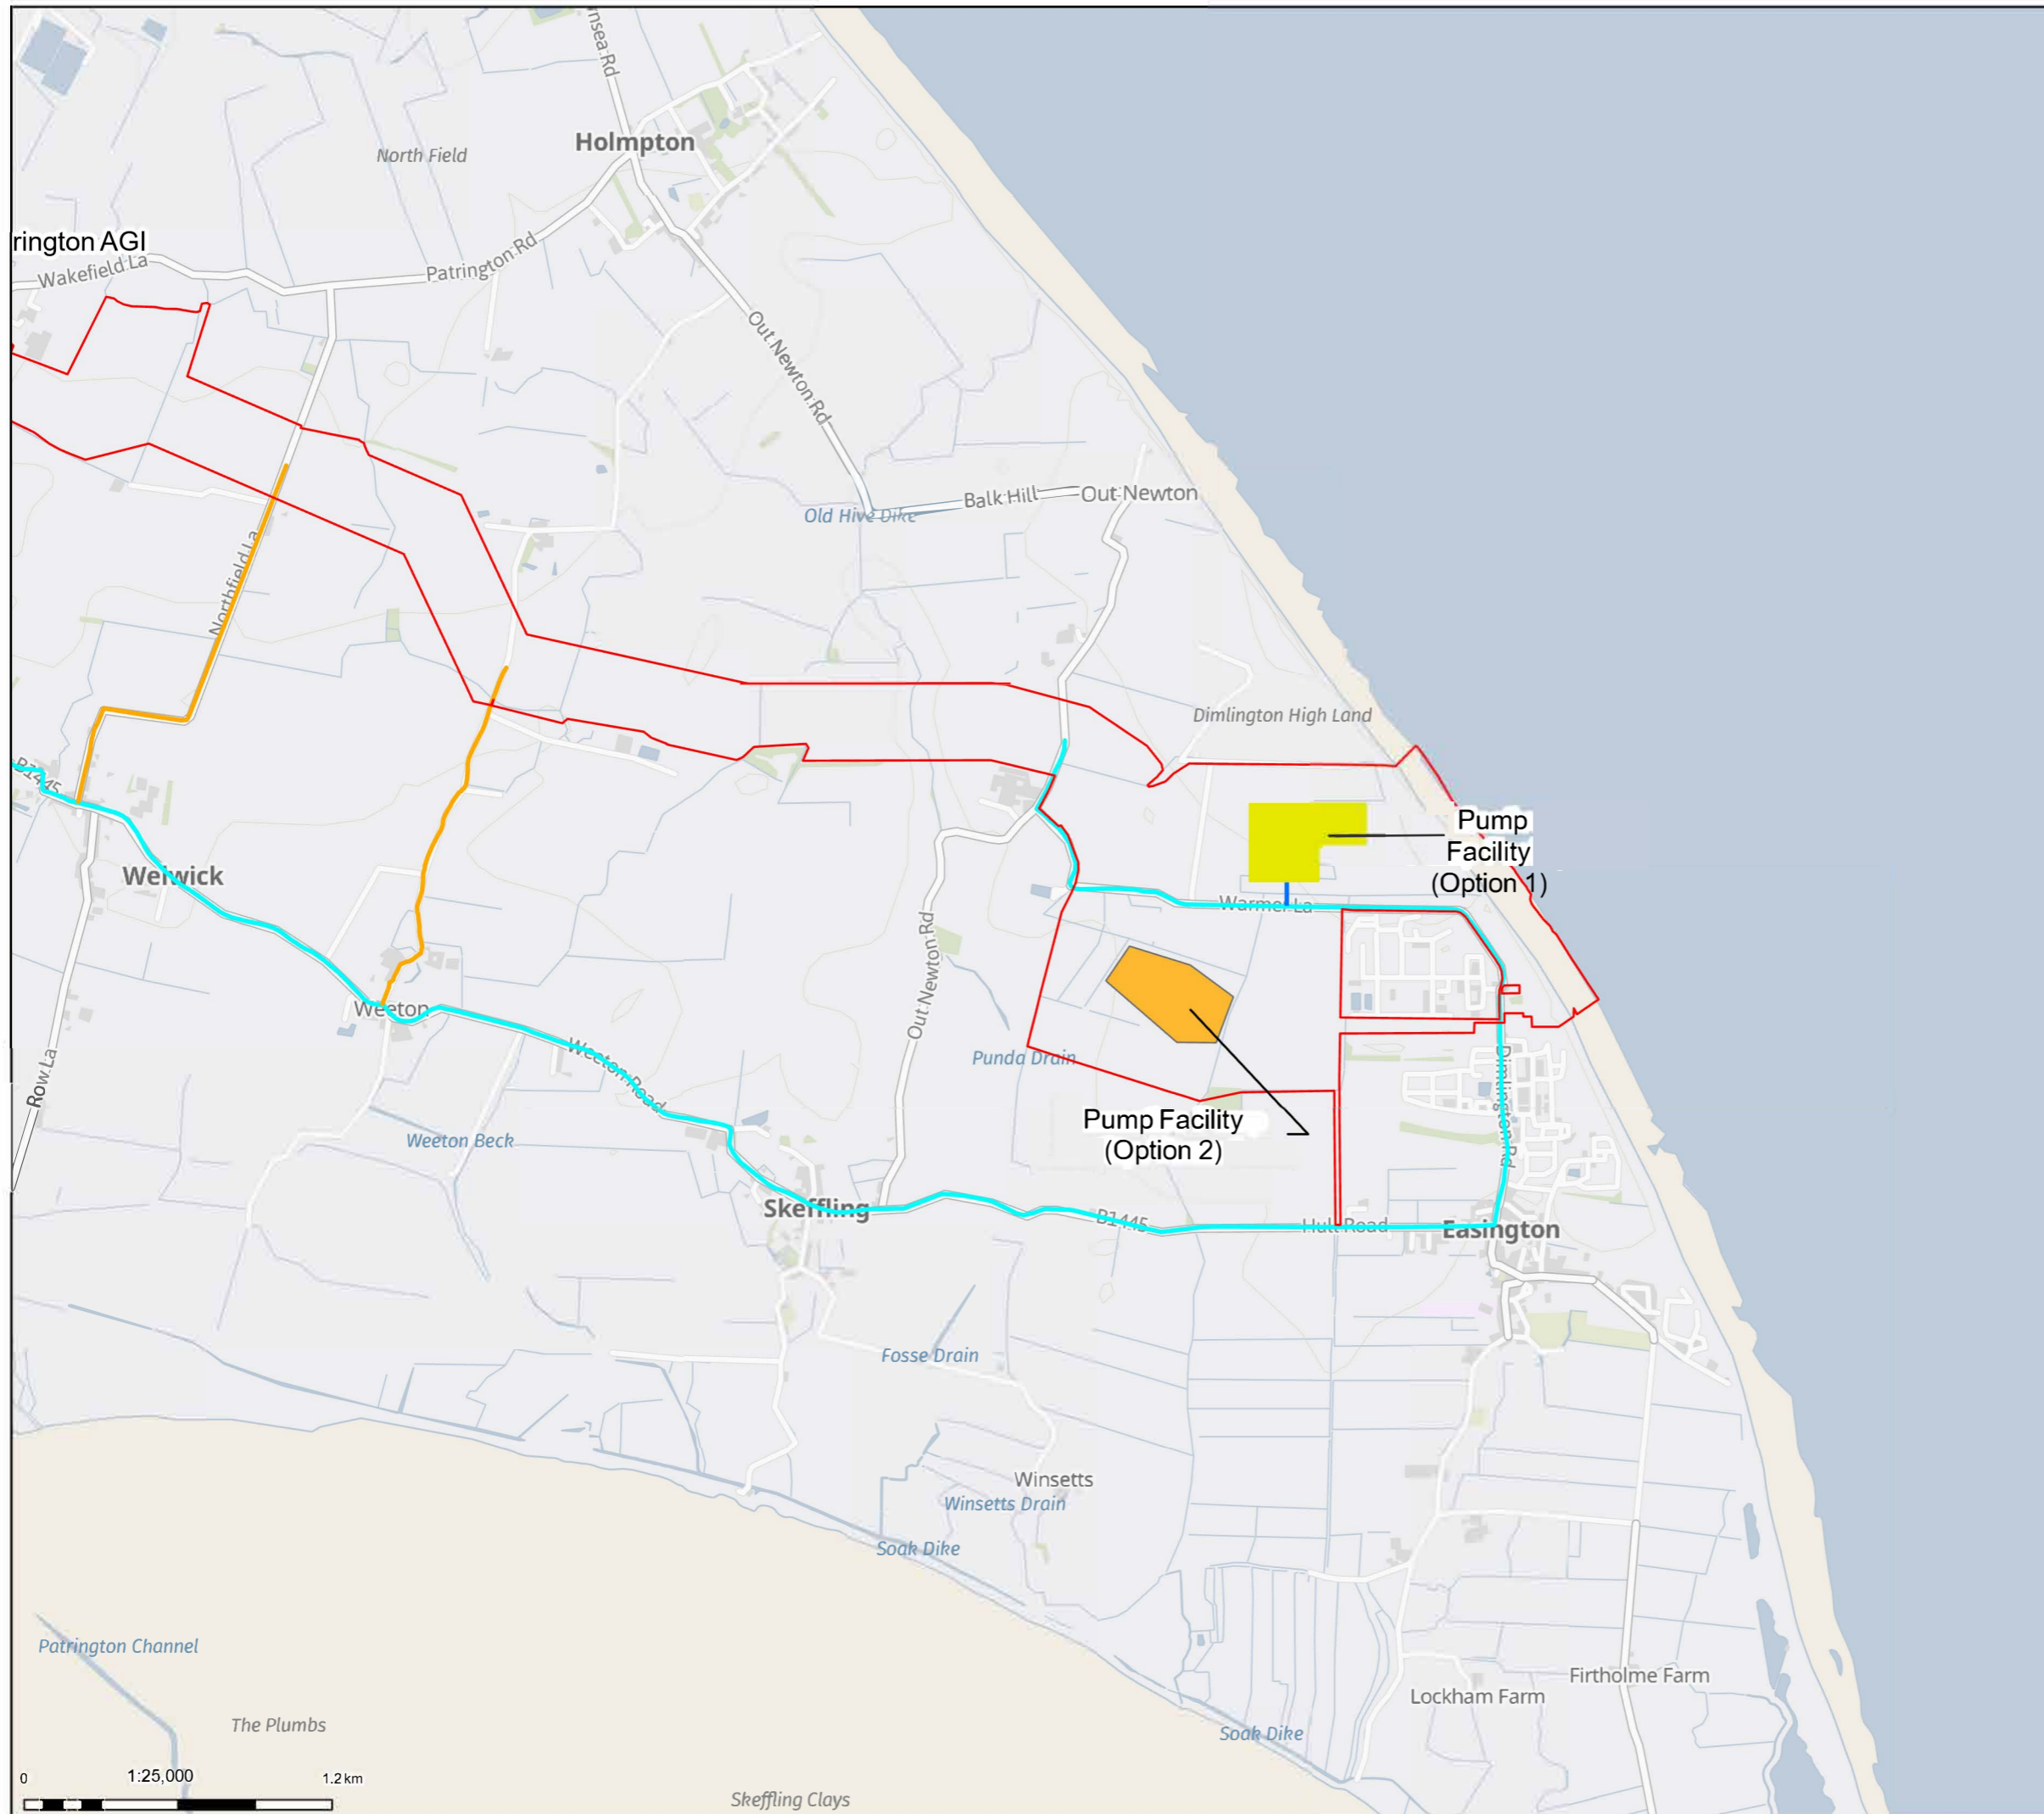 nsea Rd
Holmpton
North Field
rington AGI
Wakefield La
Patrington Rd
Out Newton Rd
Balk Hill
Out Newton
Old Hive Dike
Northfield La
Dimlington High Land
B1445
Pump
Facility
(Option 1)
Welwick
Warmer La
Out Newton Rd
Weeton
Weeton Road
Punda Drain
Row La
Dimlington Rd
Pump Facility
(Option 2)
Weeton Beck
Skeffling
B1445
Hull Road
Easington
Fosse Drain
Winsetts
Winsetts Drain
Soak Dike
Patrington Channel
Firtholme Farm
Lockham Farm
The Plumbs
Soak Dike
0 1:25,000 1.2 km
Skeffling Clays